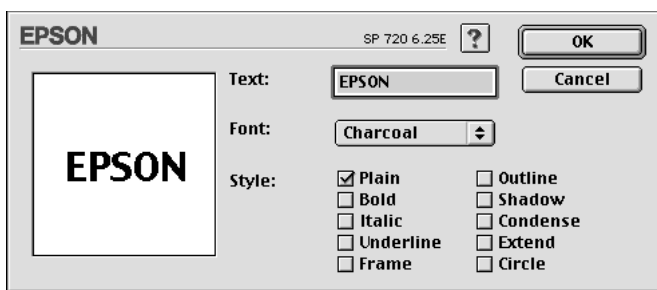 EPSON
SP 720 6.25E
?
OK
Text:
EPSON
Cancel
Font:
Charcoal
EPSON
Style:
Plain
Outline
Bold
Shadow
Italic
Condense
Underline
Extend
Frame
Circle